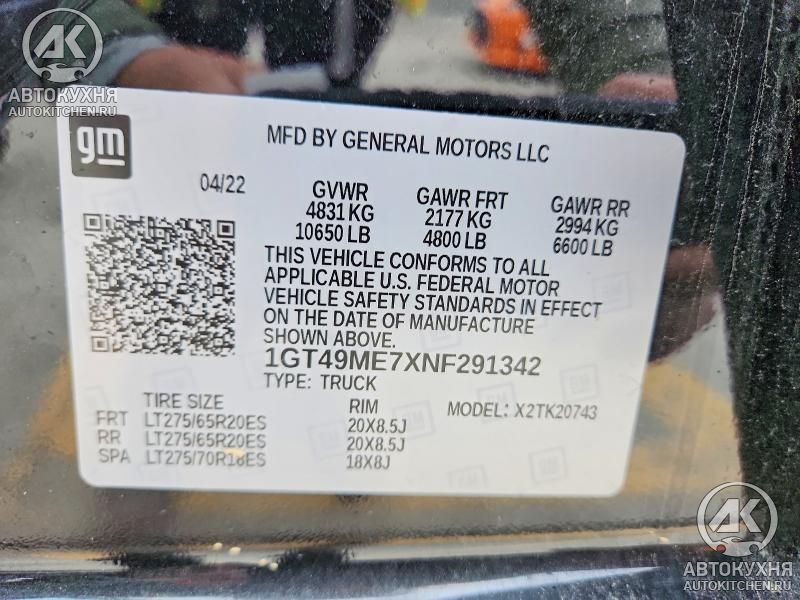 AK
АВТОКУХНЯ
AUTOKITCHEN.RU
gm
MFD BY GENERAL MOTORS LLC
04/22
GVWR
4831 KG
10650 LB
GAWR FRT
2177 KG
4800 LB
GAWR RR
2994 KG
6600 LB
THIS VEHICLE CONFORMS TO ALL
APPLICABLE U.S. FEDERAL MOTOR
VEHICLE SAFETY STANDARDS IN EFFECT
ON THE DATE OF MANUFACTURE
SHOWN ABOVE.
1GT49ME7XNF291342
TYPE: TRUCK
MODEL: X2TK20743
TIRE SIZE RIM
FRT LT275/65R20ES 20X8.5J
RR LT275/65R20ES 20X8.5J
SPA LT275/70R18ES 18X8J
AK
АВТОКУХНЯ
AUTOKITCHEN.RU